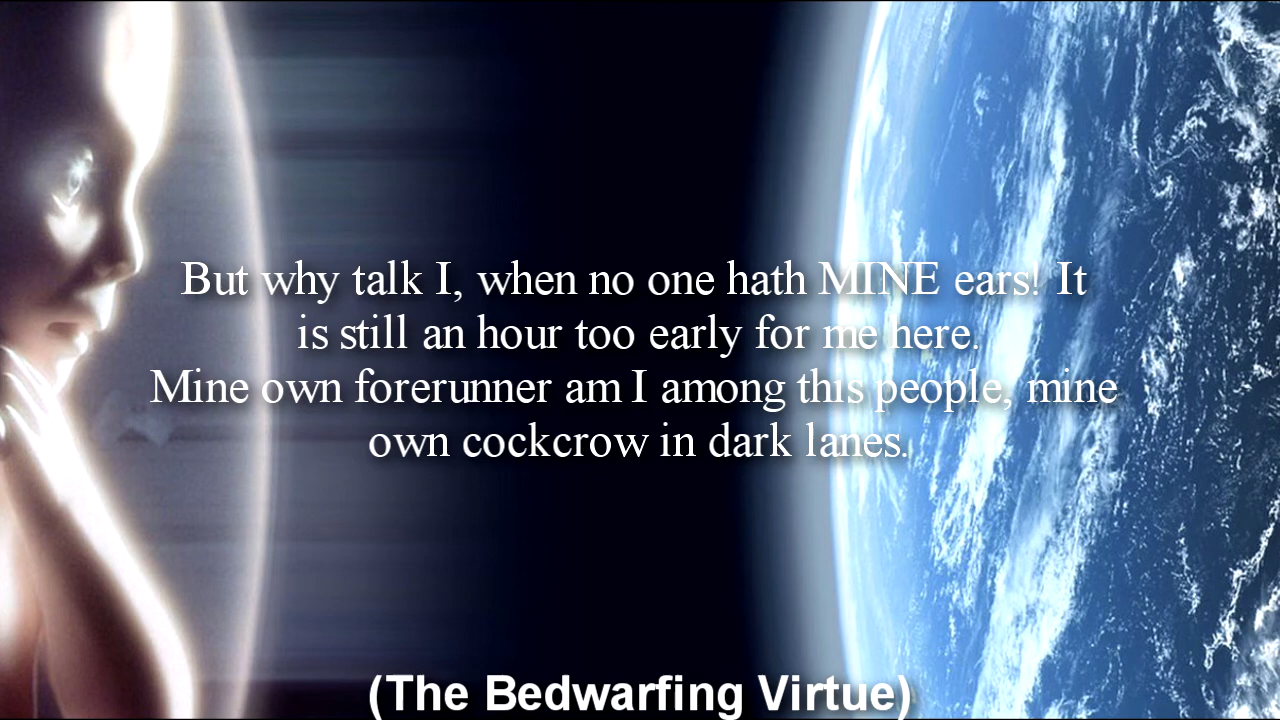 But why talk I, when no one hath MINE ears! It
is still an hour too early for me here.
Mine own forerunner am I among this people, mine
own cockcrow in dark lanes.
(The Bedwarfing Virtue)